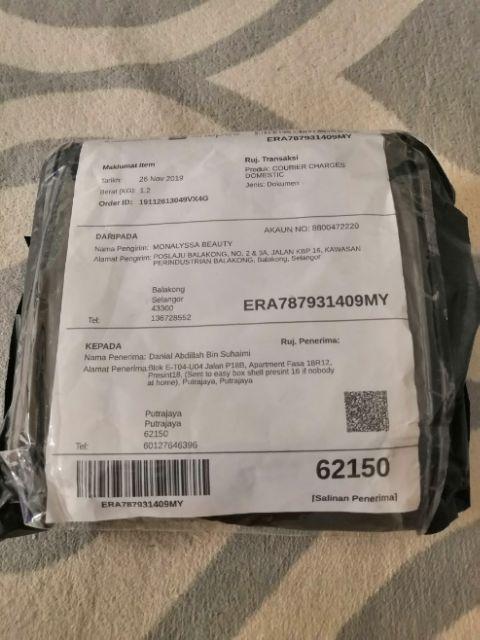 ERA787931409MY
Maklumat Item
Tarikh: 26 Nov 2019
Berat (KG): 1.2
Order ID: 19112613049VX4G
Ruj. Transaksi
Produk: COURIER CHARGES
DOMESTIC
Jenis: Dokumen
DARIPADA
AKAUN NO: 8800472220
Nama Pengirim: MONALYSSA BEAUTY
Alamat Pengirim: POSLAJU BALAKONG, NO. 2 & 3A, JALAN KBP 16, KAWASAN
PERINDUSTRIAN BALAKONG, Balakong, Selangor
Balakong
Selangor
43300
Tel: 136728552
ERA787931409MY
KEPADA
Ruj. Penerima:
Nama Penerima: Danial Abdillah Bin Suhaimi
Alamat Penerima: Blok E-T04-U04 Jalan P18B, Apartment Fasa 18R12,
Presint18, (Sent to easy box shell presint 16 if nobody
at home), Putrajaya, Putrajaya
Putrajaya
Putrajaya
62150
Tel: 60127646396
ERA787931409MY
62150
[Salinan Penerima]